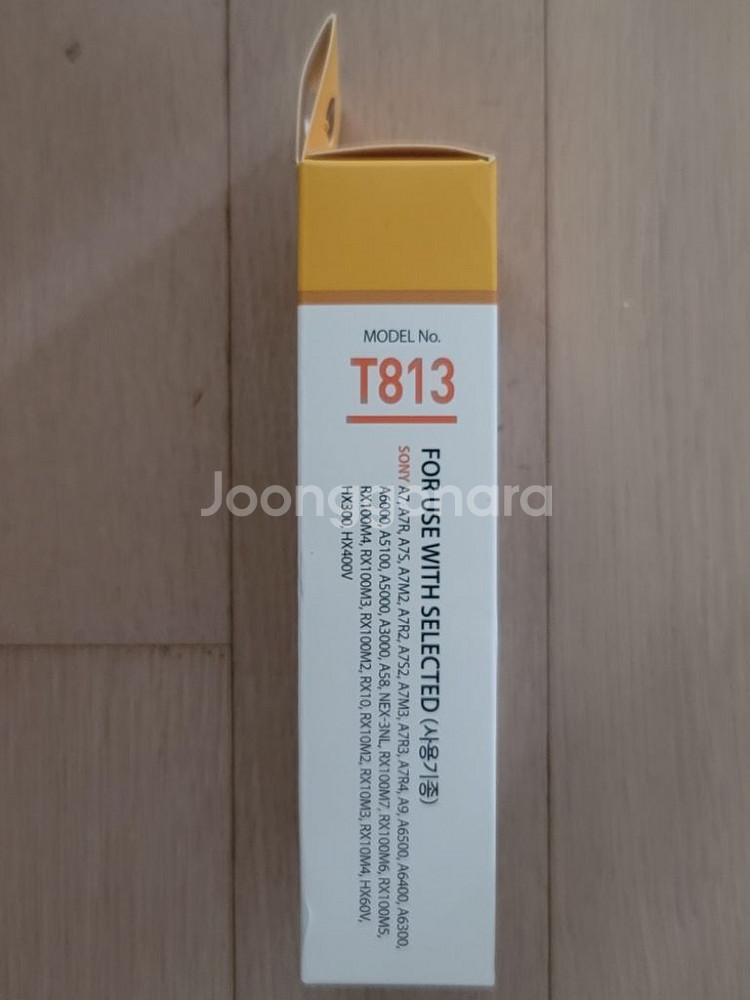 MODEL No.
T813
FOR USE WITH SELECTED (사용기종)
SONY A7, A7R, A7S, A7M2, A7R2, A7S2, A7M3, A7R3, A7R4, A9, A6500, A6400, A6300,
A6000, A5100, A5000, A3000, A58, NEX-3NL, RX100M7, RX100M6, RX100M5,
RX100M4, RX100M3, RX100M2, RX10, RX10M2, RX10M3, RX10M4, HX60V,
HX300, HX400V